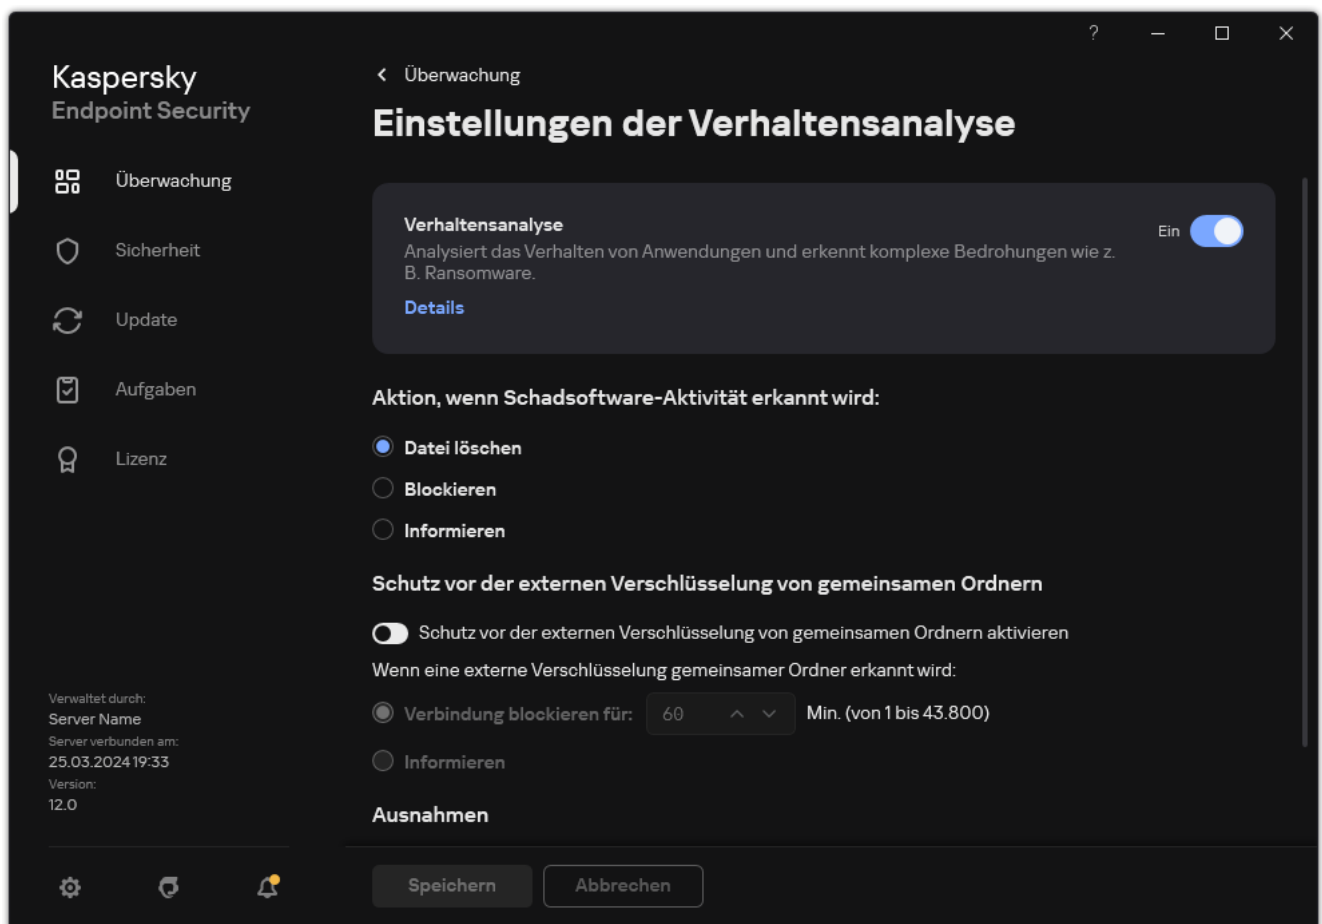 ?
Kaspersky
Endpoint Security
Überwachung
Sicherheit
Update
Aufgaben
Lizenz
Verwaltet durch:
Server Name
Server verbunden am:
25.03.2024 19:33
Version:
12.0
Überwachung
Einstellungen der Verhaltensanalyse
Verhaltensanalyse
Ein
Analysiert das Verhalten von Anwendungen und erkennt komplexe Bedrohungen wie z.
B. Ransomware.
Details
Aktion, wenn Schadsoftware-Aktivität erkannt wird:
Datei löschen
Blockieren
Informieren
Schutz vor der externen Verschlüsselung von gemeinsamen Ordnern
Schutz vor der externen Verschlüsselung von gemeinsamen Ordnern aktivieren
Wenn eine externe Verschlüsselung gemeinsamer Ordner erkannt wird:
Verbindung blockieren für: 60 Min. (von 1 bis 43.800)
Informieren
Ausnahmen
Speichern Abbrechen